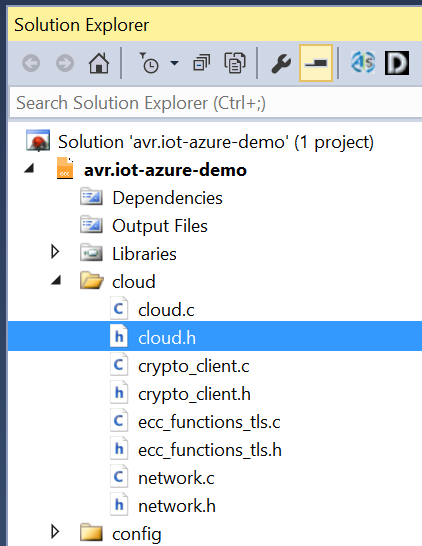 Solution Explorer
Search Solution Explorer (Ctrl+;)
Solution 'avr.iot-azure-demo' (1 project)
avr.iot-azure-demo
Dependencies
Output Files
Libraries
cloud
cloud.c
cloud.h
crypto_client.c
crypto_client.h
ecc_functions_tls.c
ecc_functions_tls.h
network.c
network.h
config